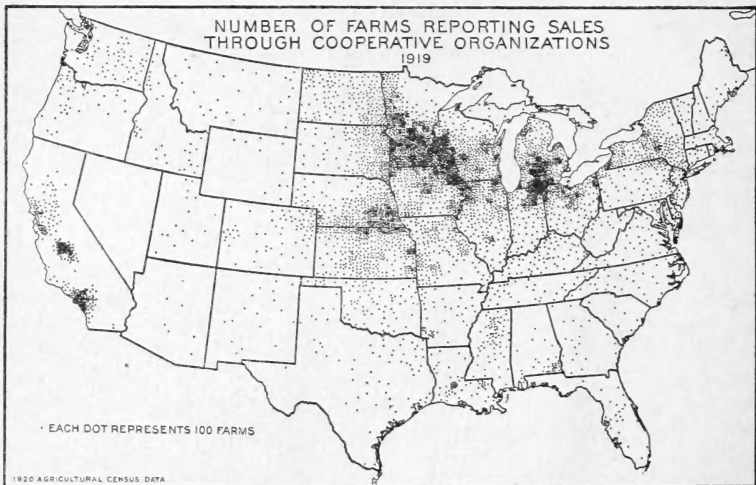 NUMBER OF FARMS REPORTING SALES
THROUGH COOPERATIVE ORGANIZATIONS
1919
• EACH DOT REPRESENTS 100 FARMS
1920 AGRICULTURAL CENSUS DATA